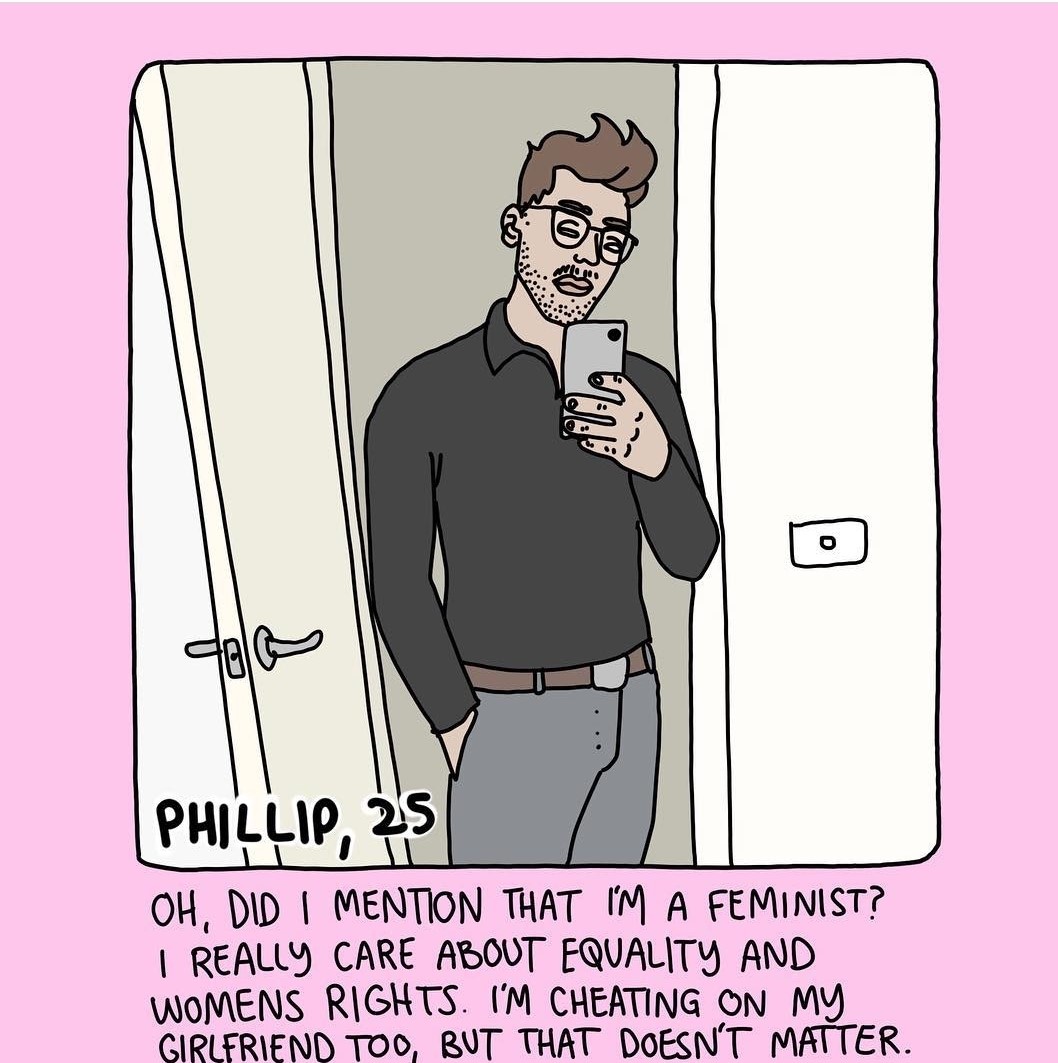 PHILLIP, 25
OH, DID I MENTION THAT I'M A FEMINIST?
I REALLY CARE ABOUT EQUALITY AND
WOMENS RIGHTS. I'M CHEATING ON MY
GIRLFRIEND TOO, BUT THAT DOESN'T MATTER.